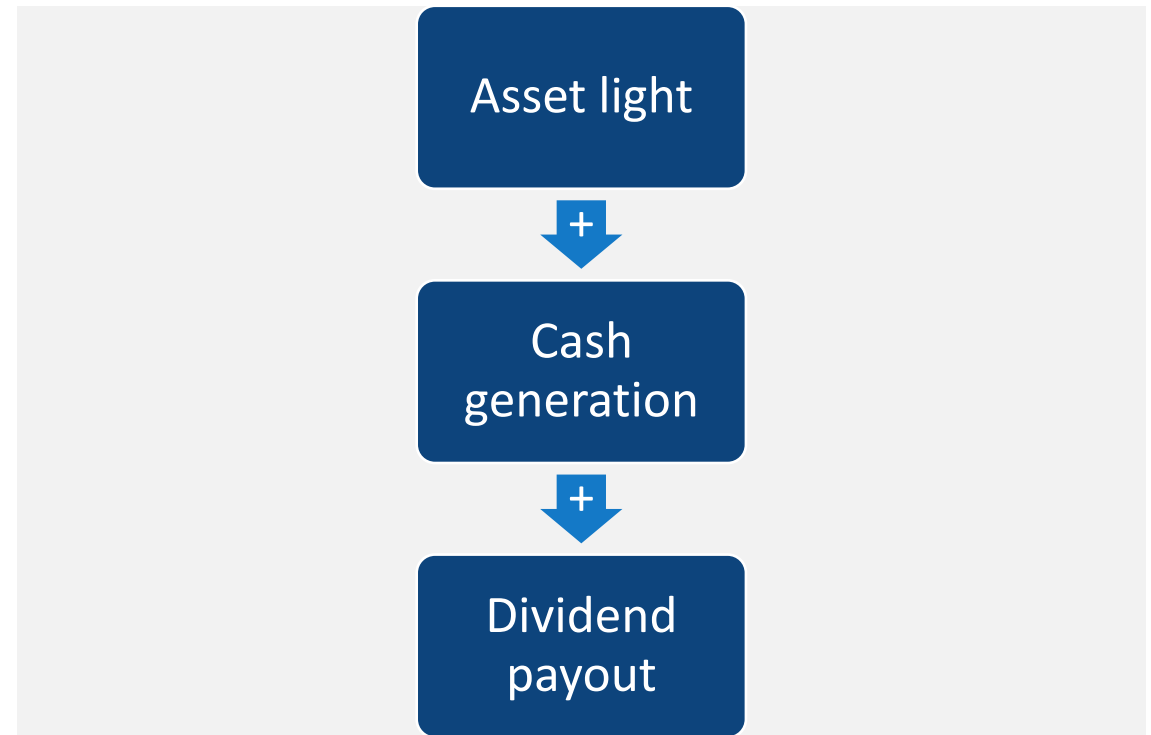 Asset light
+
Cash
generation
+
Dividend
payout